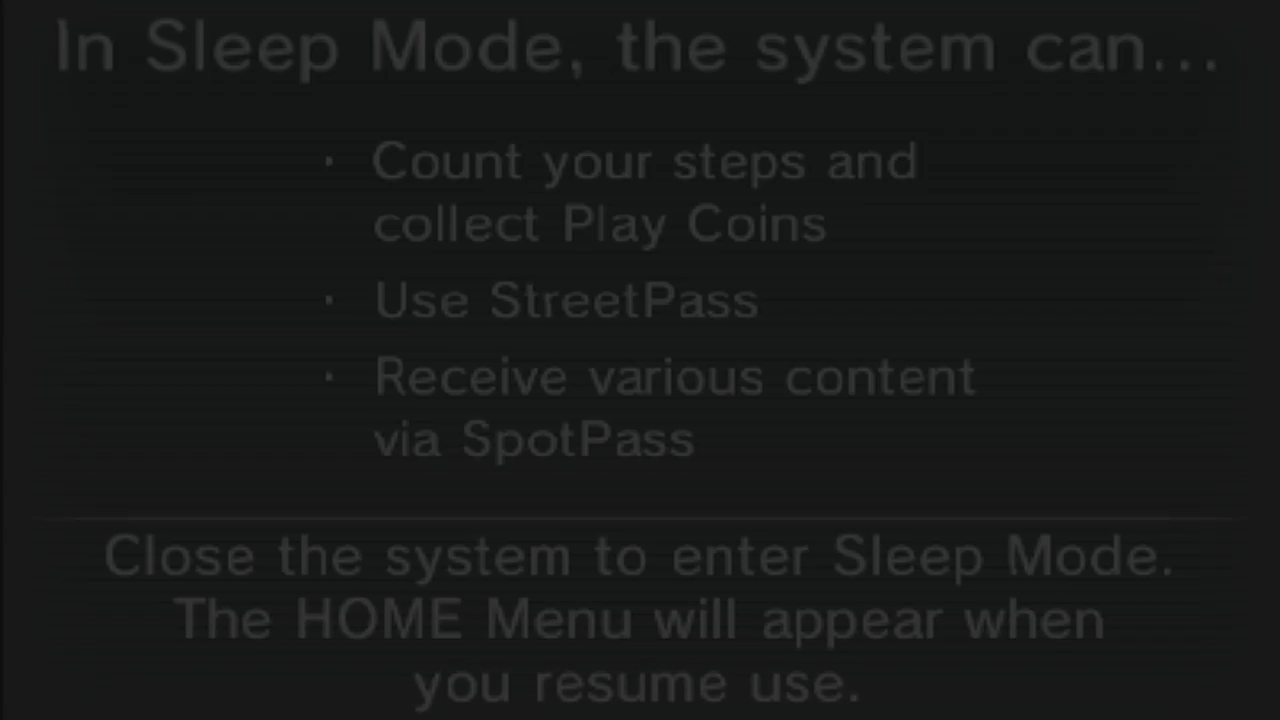 In Sleep Mode, the system can...
· Count your steps and
collect Play Coins
· Use StreetPass
· Receive various content
via SpotPass
Close the system to enter Sleep Mode.
The HOME Menu will appear when
you resume use.